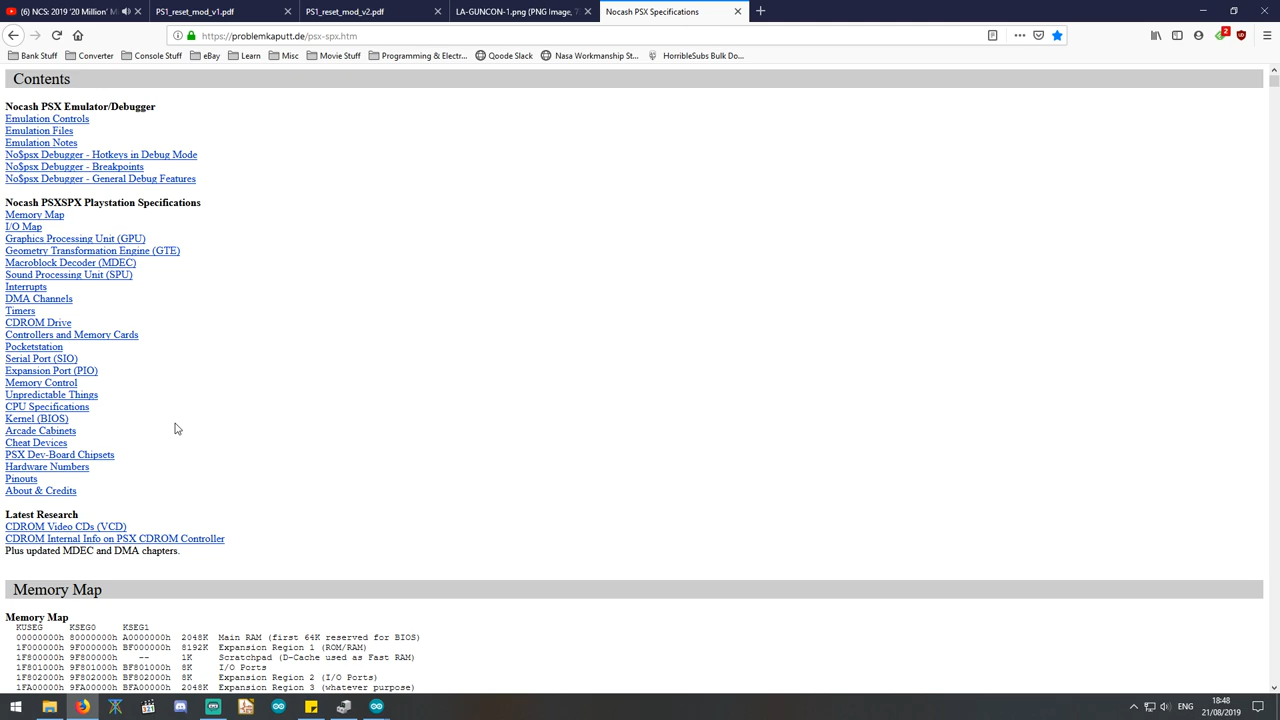 (6) NCS: 2019 '20 Million' M
PS1_reset_mod_v1.pdf
PS1_reset_mod_v2.pdf
LA-GUNCON-1.png (PNG Image, 7
Nocash PSX Specifications
https://problemkaputt.de/psx-spx.htm
2
Bank Stuff
Converter
Console Stuff
eBay
Learn
Misc
Movie Stuff
Programming & Electr...
Qoode Slack
Nasa Workmanship St...
HorribleSubs Bulk Do...
Contents
Nocash PSX Emulator/Debugger
Emulation Controls
Emulation Files
Emulation Notes
No$psx Debugger - Hotkeys in Debug Mode
No$psx Debugger - Breakpoints
No$psx Debugger - General Debug Features
Nocash PSXSPX Playstation Specifications
Memory Map
I/O Map
Graphics Processing Unit (GPU)
Geometry Transformation Engine (GTE)
Macroblock Decoder (MDEC)
Sound Processing Unit (SPU)
Interrupts
DMA Channels
Timers
CDROM Drive
Controllers and Memory Cards
Pocketstation
Serial Port (SIO)
Expansion Port (PIO)
Memory Control
Unpredictable Things
CPU Specifications
Kernel (BIOS)
Arcade Cabinets
Cheat Devices
PSX Dev-Board Chipsets
Hardware Numbers
Pinouts
About & Credits
Latest Research
CDROM Video CDs (VCD)
CDROM Internal Info on PSX CDROM Controller
Plus updated MDEC and DMA chapters.
Memory Map
Memory Map
KUSEG KSEG0 KSEG1
00000000h 80000000h A0000000h 2048K Main RAM (first 64K reserved for BIOS)
1F000000h 9F000000h BF000000h 8192K Expansion Region 1 (ROM/RAM)
1F800000h 9F800000h -- 1K Scratchpad (D-Cache used as Fast RAM)
1F801000h 9F801000h BF801000h 8K I/O Ports
1F802000h 9F802000h BF802000h 8K Expansion Region 2 (I/O Ports)
1FA00000h 9FA00000h BFA00000h 2048K Expansion Region 3 (whatever purpose)
ENG
18:48
21/08/2019